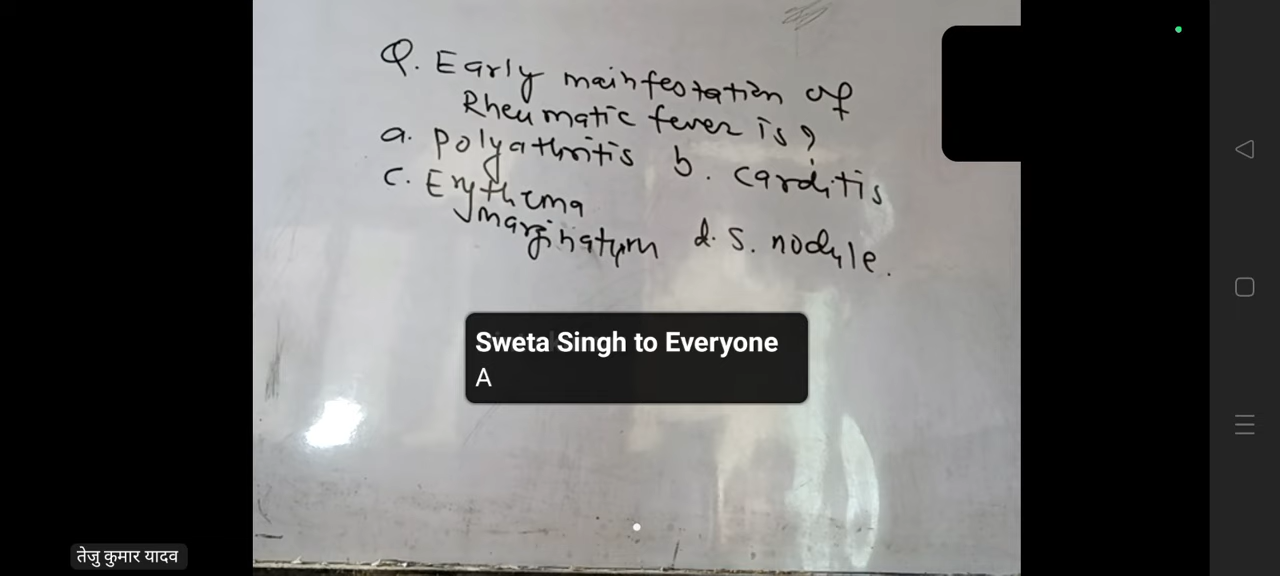 Q. Early mainfestation of
Rheumatic fever is?
a. Polyathritis b. carditis
c. Erythema
marginatum d. S. nodule.
Sweta Singh to Everyone
A
तेजु कुमार यादव